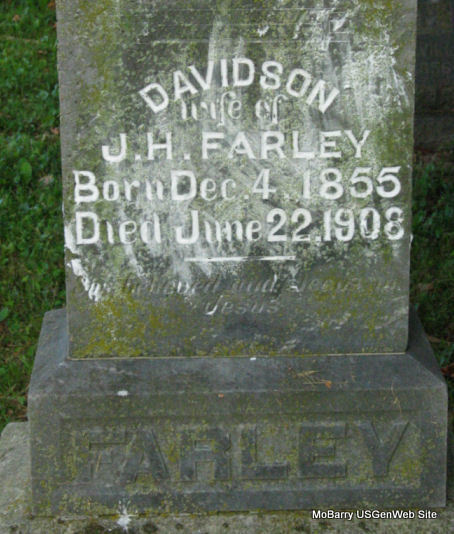 DAVIDSON
wife of
J.H. FARLEY
Born Dec. 4. 1855
Died June 22. 1908
Jesus
FARLEY
MoBarry USGenWeb Site